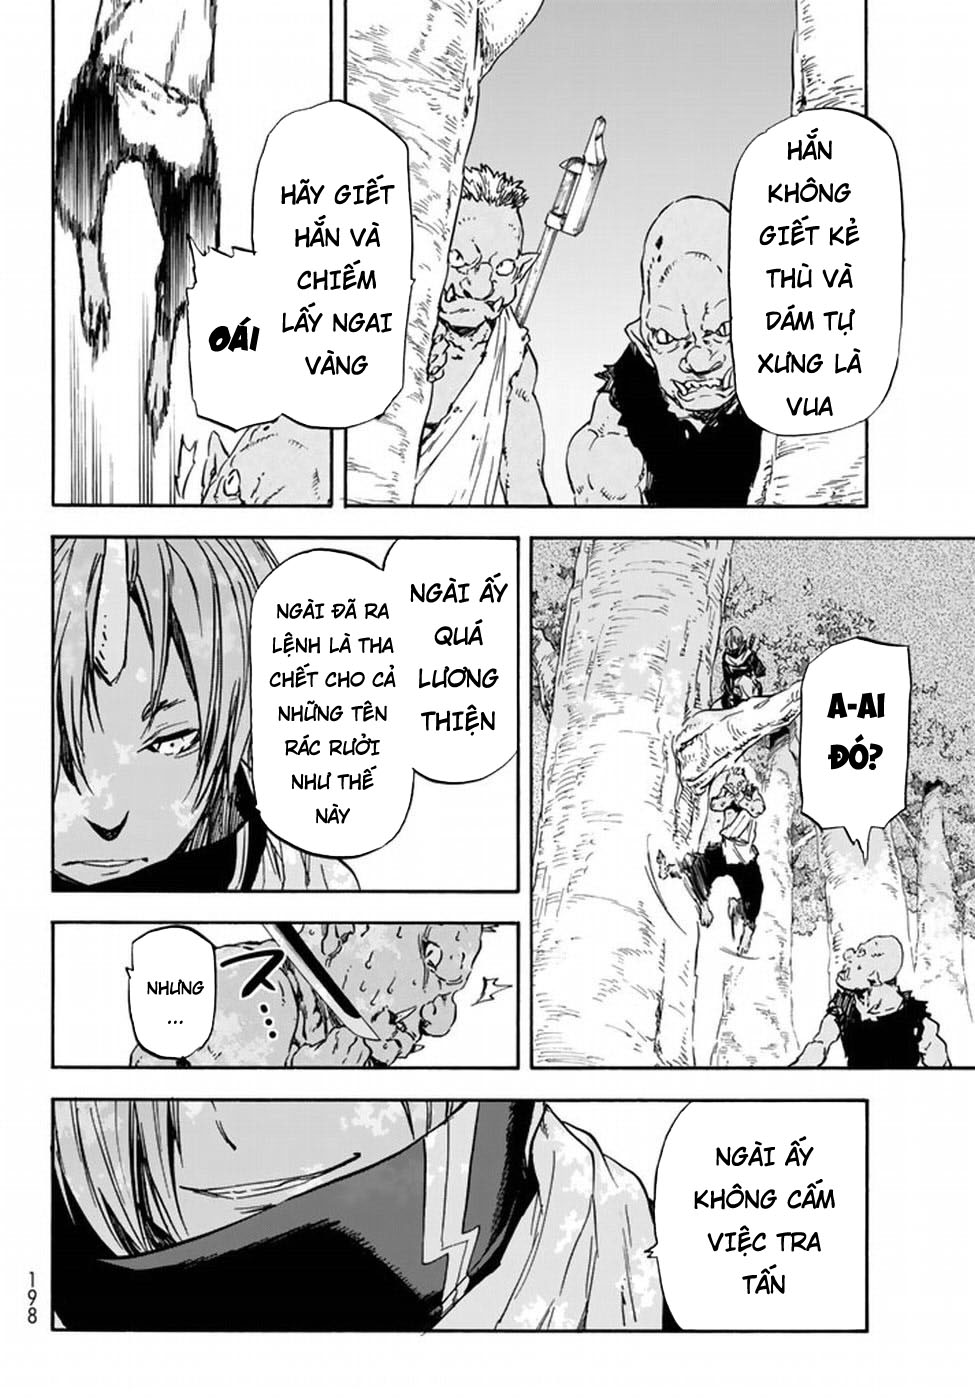 HẮN
KHÔNG
GIẾT KẺ
THÙ VÀ
DÁM TỰ
XƯNG LÀ
VUA
HÃY GIẾT
HẮN VÀ
CHIẾM
LẤY NGAI
VÀNG
OÁI
A-AI
ĐÓ?
NGÀI ẤY
QUÁ
LƯƠNG
THIỆN
NGÀI ĐÃ RA
LỆNH LÀ THA
CHẾT CHO CẢ
NHỮNG TÊN
RÁC RƯỞI
NHƯ THẾ
NÀY
NHƯNG
...
ス...
NGÀI ẤY
KHÔNG CẤM
VIỆC TRA
TẤN
198